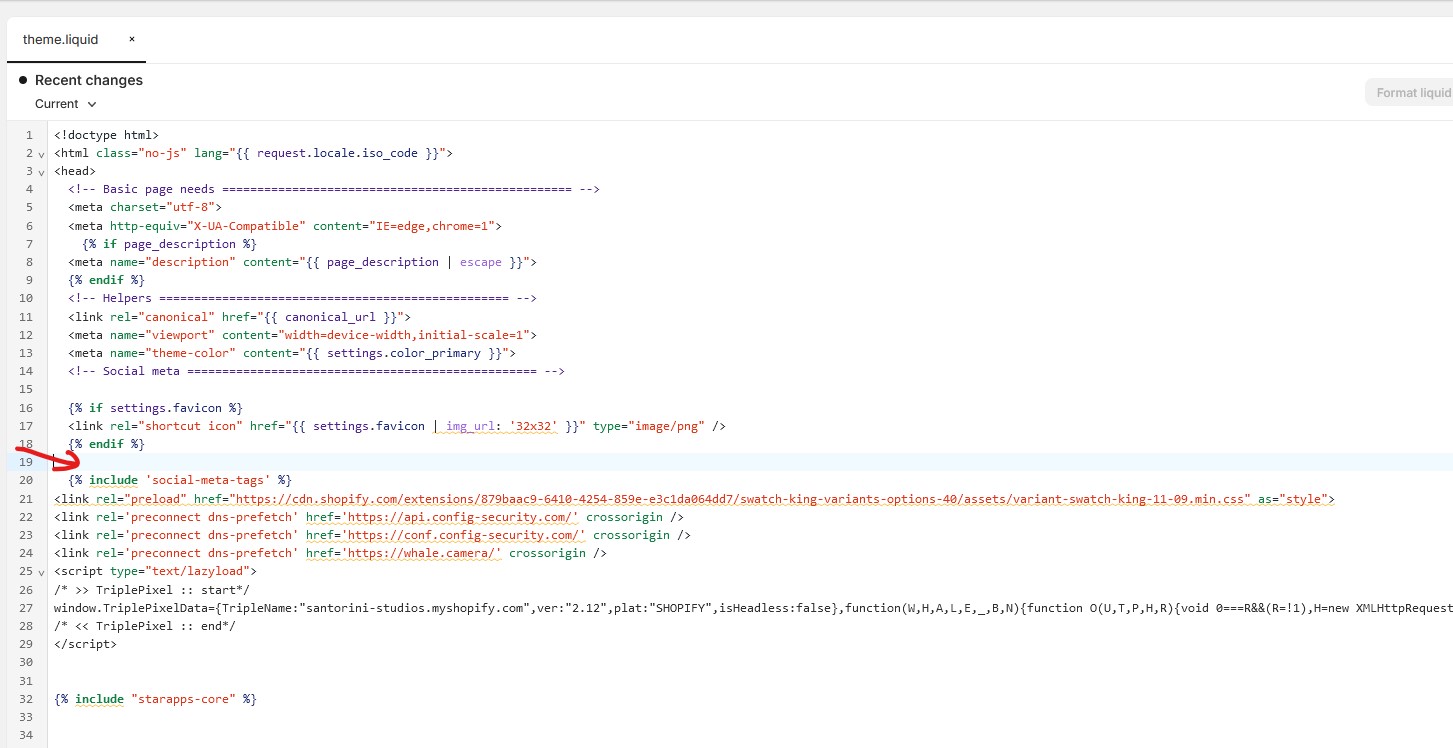 theme.liquid ×
Recent changes
Current
Format liquid
1 <!doctype html>
2 <html class="no-js" lang="{{ request.locale.iso_code }}">
3 <head>
4 <!-- Basic page needs ================================================== -->
5 <meta charset="utf-8">
6 <meta http-equiv="X-UA-Compatible" content="IE=edge,chrome=1">
7 {% if page_description %}
8 <meta name="description" content="{{ page_description | escape }}">
9 {% endif %}
10 <!-- Helpers ================================================== -->
11 <link rel="canonical" href="{{ canonical_url }}">
12 <meta name="viewport" content="width=device-width,initial-scale=1">
13 <meta name="theme-color" content="{{ settings.color_primary }}">
14 <!-- Social meta ================================================== -->
15
16 {% if settings.favicon %}
17 <link rel="shortcut icon" href="{{ settings.favicon | img_url: '32x32' }}" type="image/png" />
18 {% endif %}
19
20 {% include 'social-meta-tags' %}
21 <link rel="preload" href="https://cdn.shopify.com/extensions/879baac9-6410-4254-859e-e3c1da064dd7/swatch-king-variants-options-40/assets/variant-swatch-king-11-09.min.css" as="style">
22 <link rel='preconnect dns-prefetch' href='https://api.config-security.com/' crossorigin />
23 <link rel='preconnect dns-prefetch' href='https://conf.config-security.com/' crossorigin />
24 <link rel='preconnect dns-prefetch' href='https://whale.camera/' crossorigin />
25 <script type="text/lazyload">
26 /* >> TriplePixel :: start*/
27 window.TriplePixelData={TripleName:"santorini-studios.myshopify.com",ver:"2.12",plat:"SHOPIFY",isHeadless:false},function(W,H,A,L,E,_,B,N){function O(U,T,P,H,R){void 0===R&&(R=!1),H=new XMLHttpRequest
28 /* << TriplePixel :: end*/
29 </script>
30
31
32 {% include "starapps-core" %}
33
34